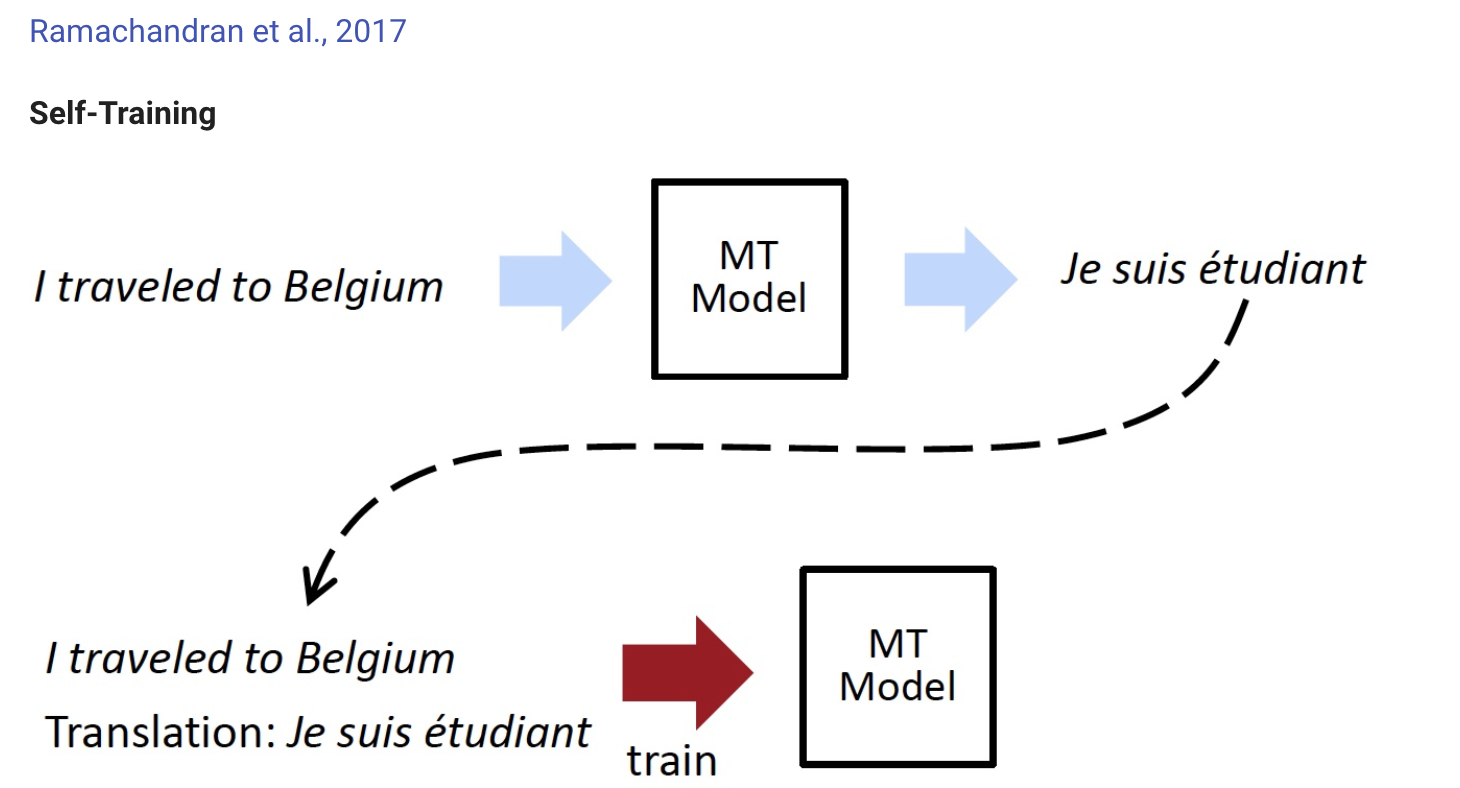 Ramachandran et al., 2017
Self-Training
I traveled to Belgium
MT
Model
Je suis étudiant
I traveled to Belgium
Translation: Je suis étudiant
train
MT
Model